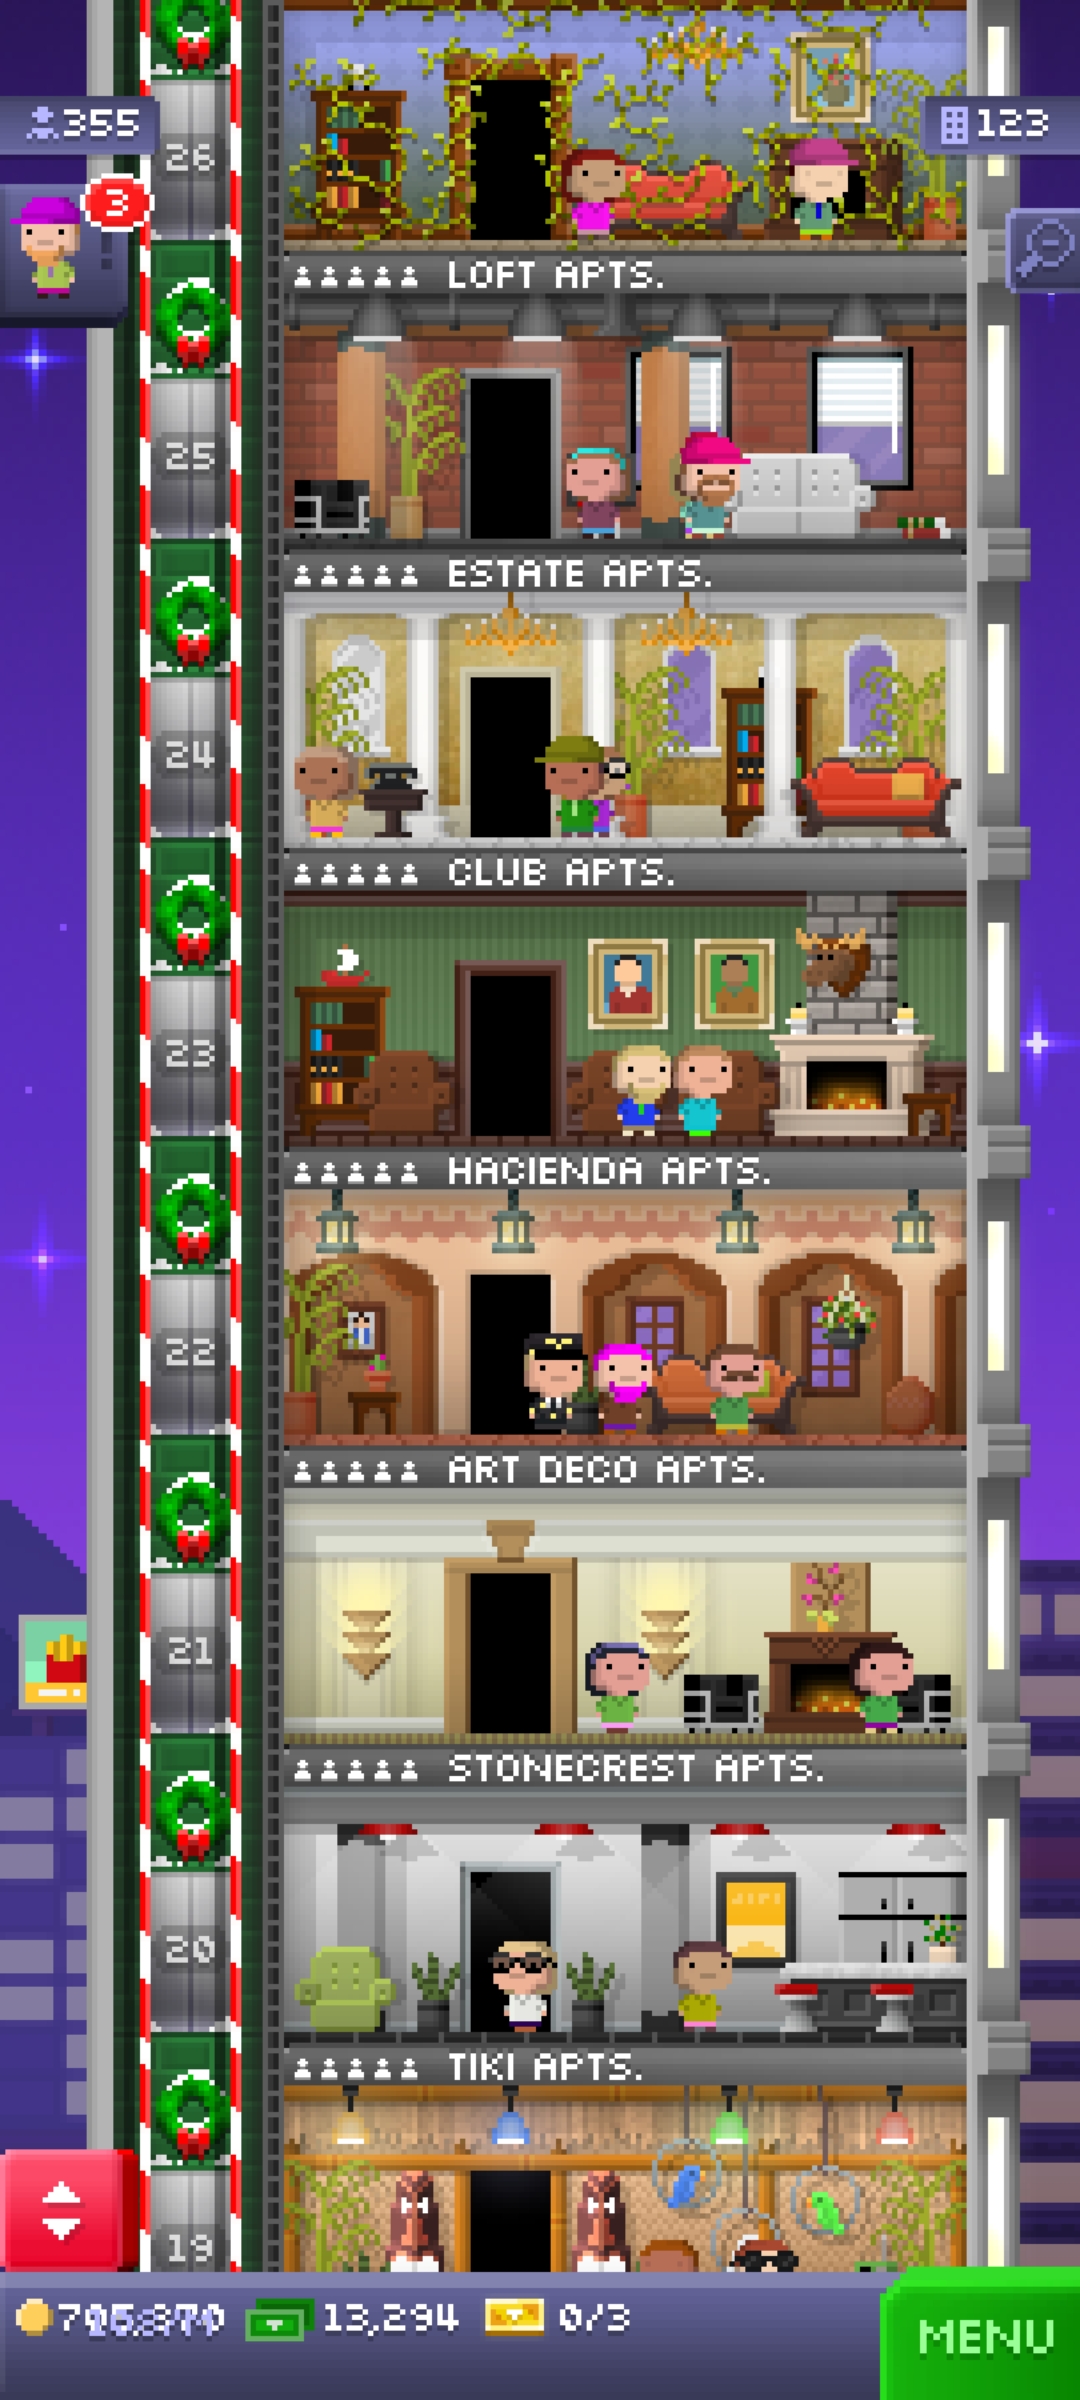 355
123
3
26
LOFT APTS.
25
ESTATE APTS.
24
CLUB APTS.
23
HACIENDA APTS.
22
ART DECO APTS.
21
STONECREST APTS.
20
TIKI APTS.
19
13,294
0/3
MENU